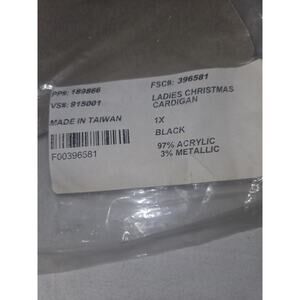 PP#: 189866
VS#: 915001
MADE IN TAIWAN
F00396581
FSC#: 396581
LADIES CHRISTMAS
CARDIGAN
1X
BLACK
97% ACRYLIC
3% METALLIC